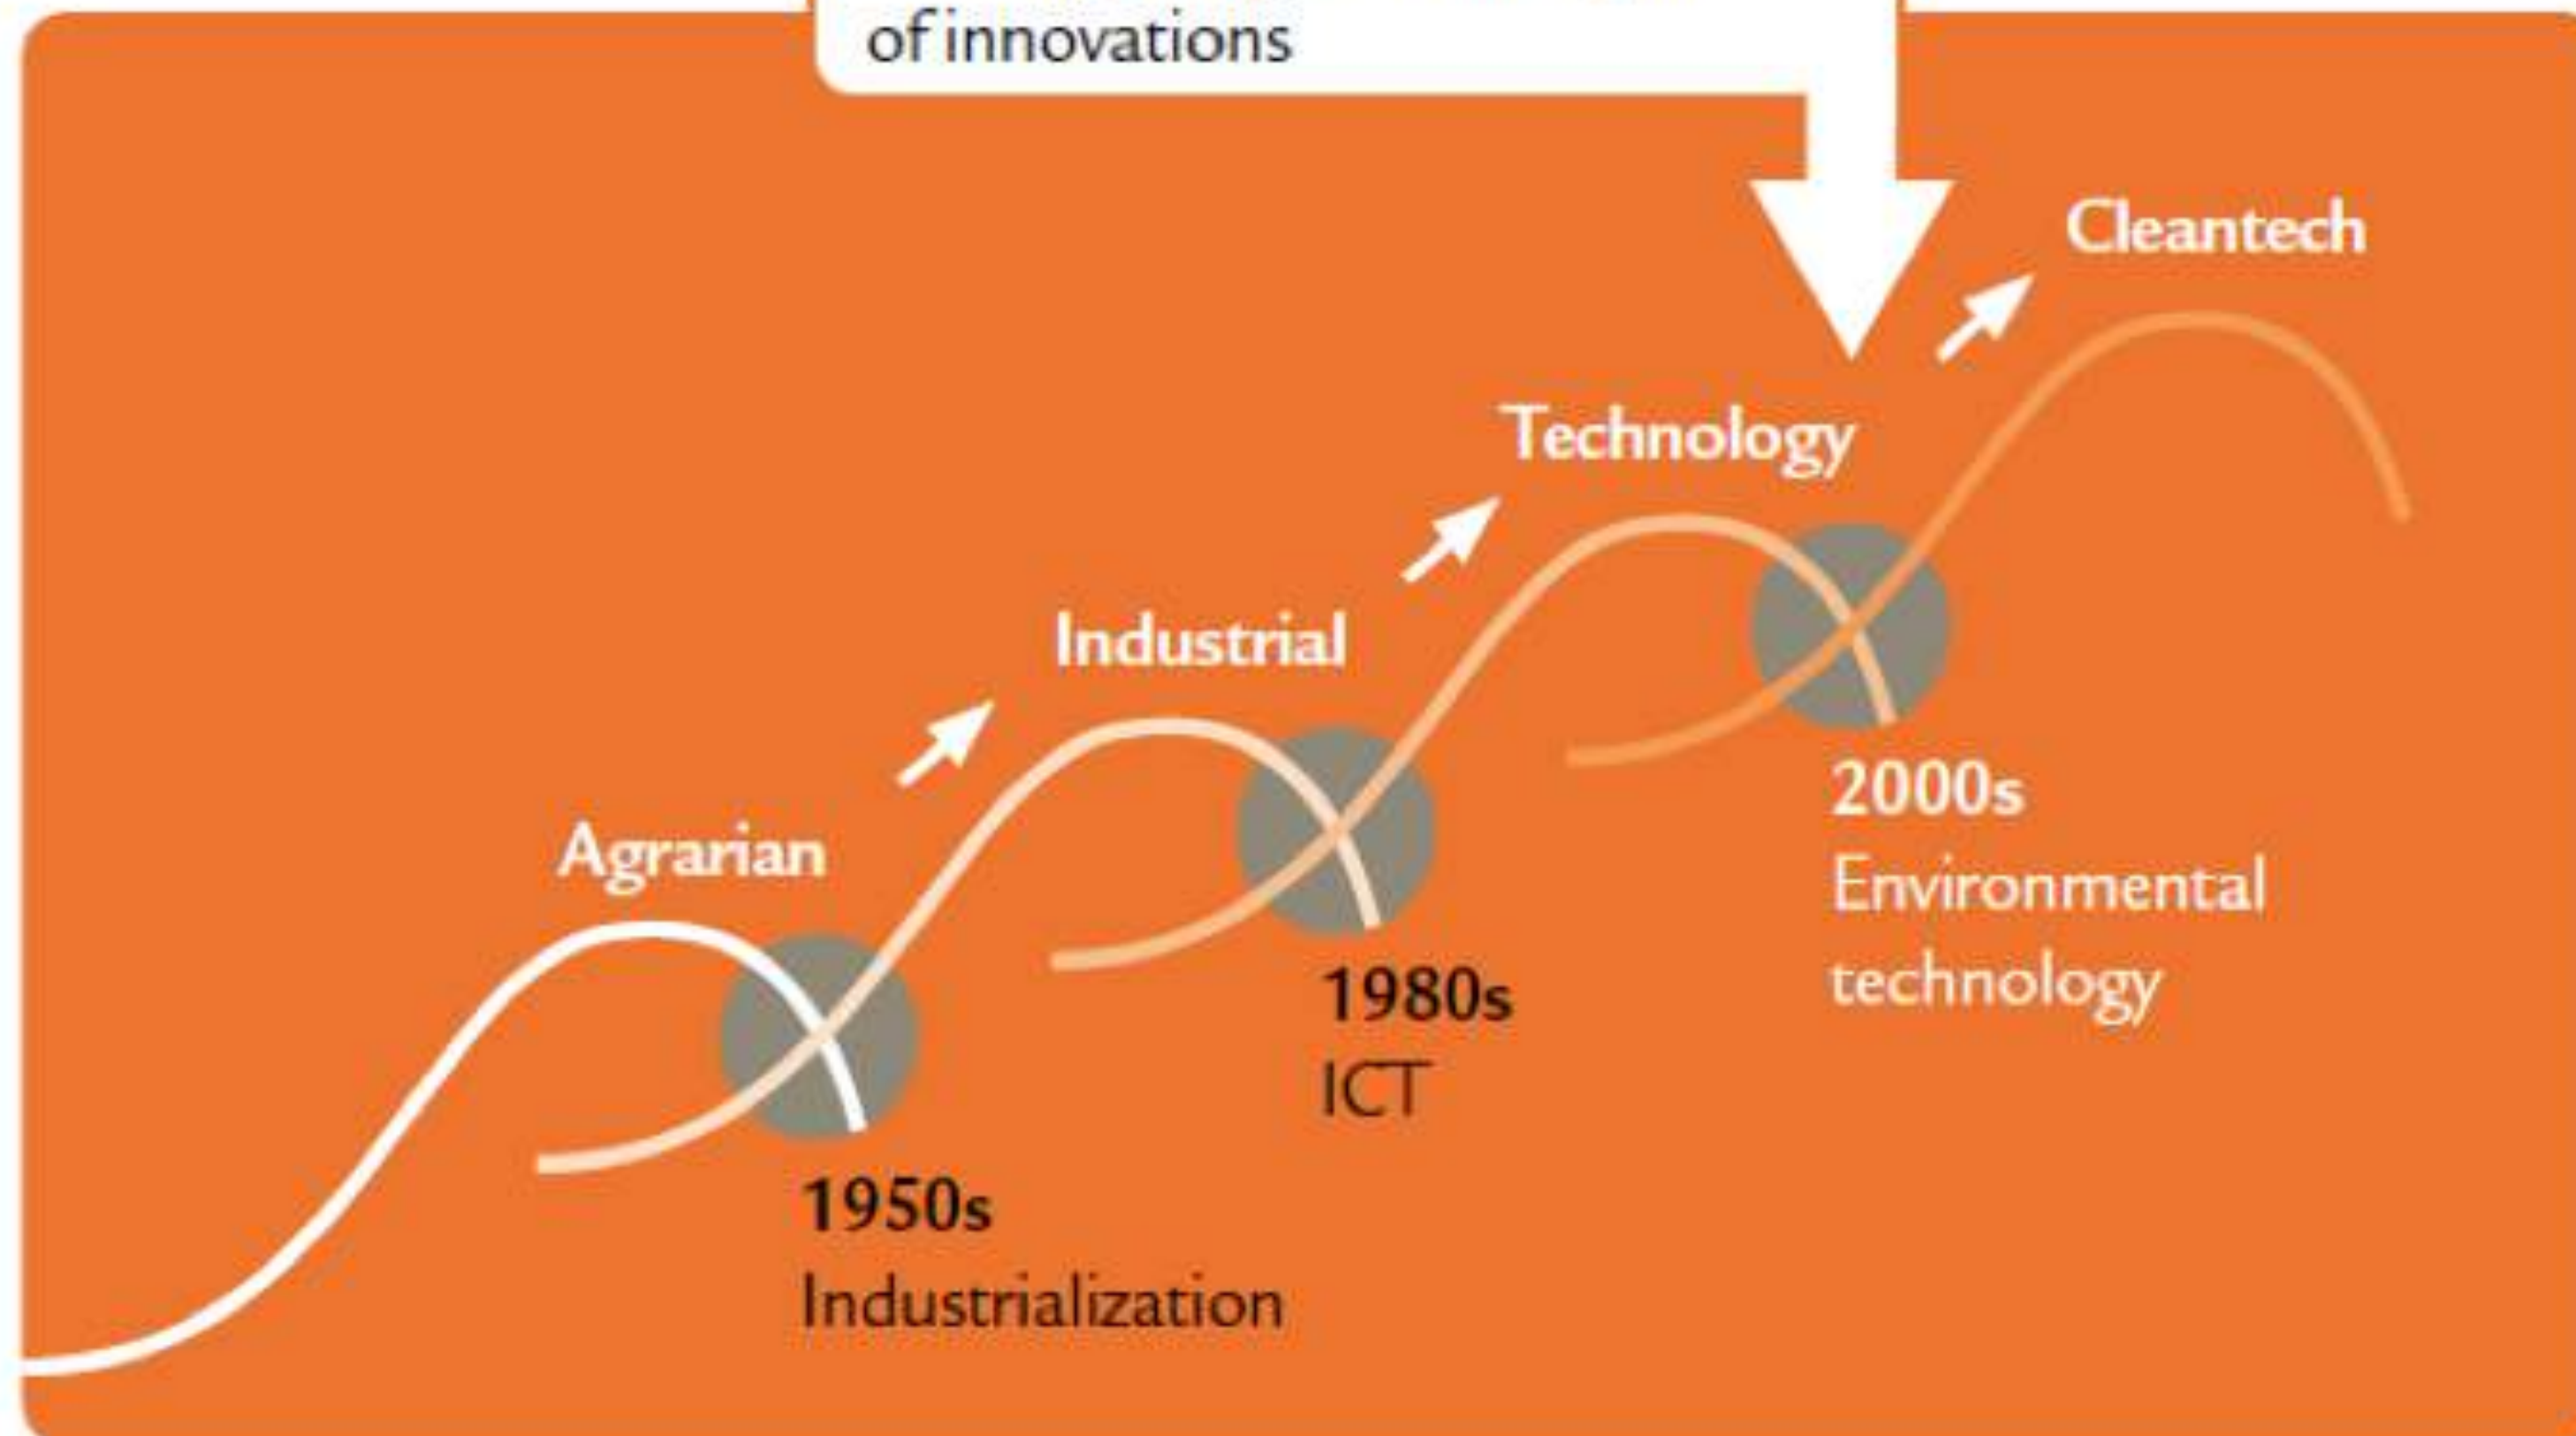 of innovations
Cleantech
Technology
Industrial
Agrarian
2000s
Environmental
technology
1980s
ICT
1950s
Industrialization